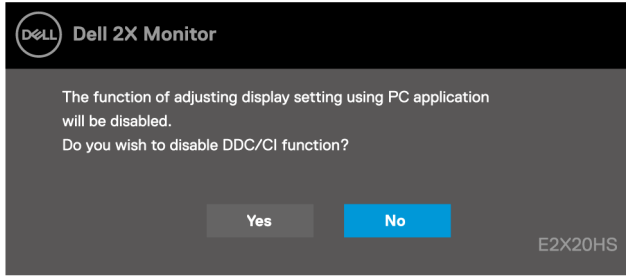 DELL
Dell 2X Monitor
The function of adjusting display setting using PC application
will be disabled.
Do you wish to disable DDC/CI function?
Yes
No
E2X20HS